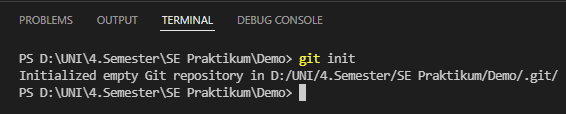 PROBLEMS OUTPUT TERMINAL DEBUG CONSOLE
PS D:\UNI\4.Semester\SE Praktikum\Demo> git init
Initialized empty Git repository in D:/UNI/4.Semester/SE Praktikum/Demo/.git/
PS D:\UNI\4.Semester\SE Praktikum\Demo>